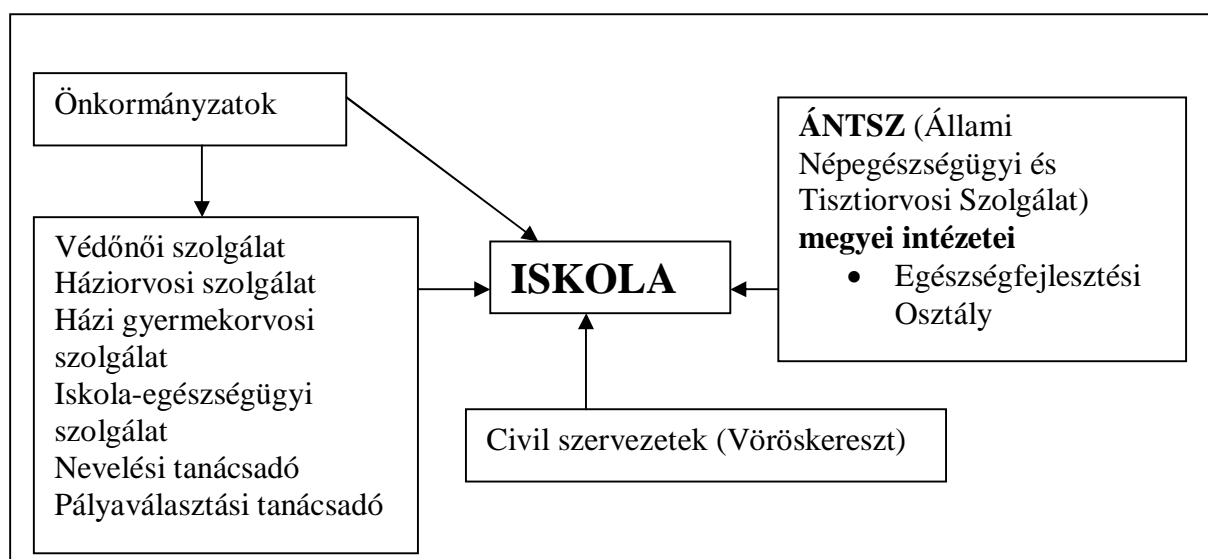 Önkormányzatok
Védőnői szolgálat
Háziorvosi szolgálat
Házi gyermekorvosi
szolgálat
Iskola-egészségügyi
szolgálat
Nevelési tanácsadó
Pályaválasztási tanácsadó
ISKOLA
Civil szervezetek (Vöröskereszt)
ÁNTSZ (Állami
Népegészségügyi és
Tisztiorvosi Szolgálat)
megyei intézetei
• Egészségfejlesztési
Osztály